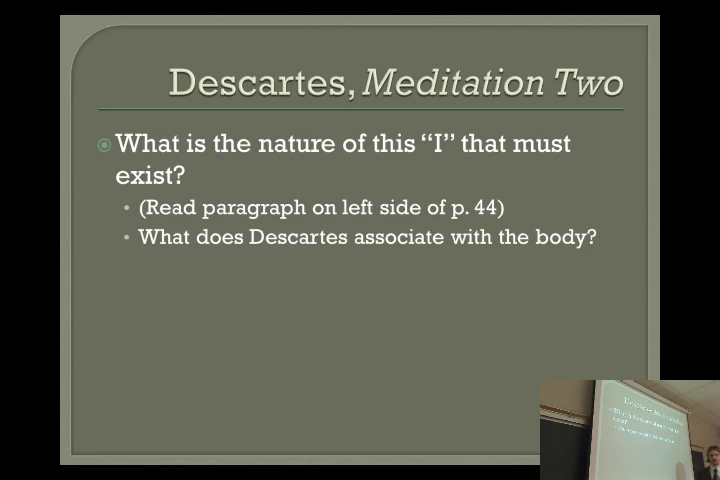 Descartes, Meditation Two
What is the nature of this “I” that must
exist?
(Read paragraph on left side of p. 44)
What does Descartes associate with the body?